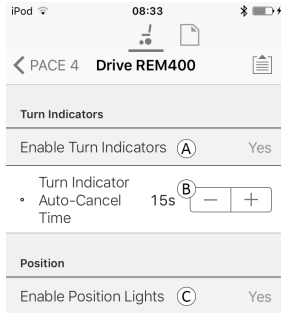 iPod 08:33
PACE 4 Drive REM400
Turn Indicators
Enable Turn Indicators A Yes
Turn Indicator
Auto-Cancel
Time
15s B − +
Position
Enable Position Lights C Yes